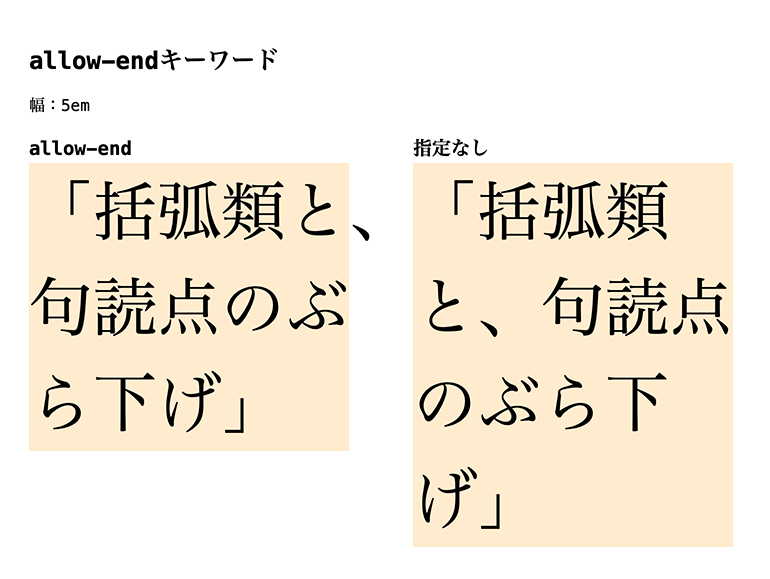 allow-endキーワード
幅：5em
allow-end
「括弧類と、
句読点のぶ
ら下げ」
指定なし
「括弧類
と、句読点
のぶら下
げ」